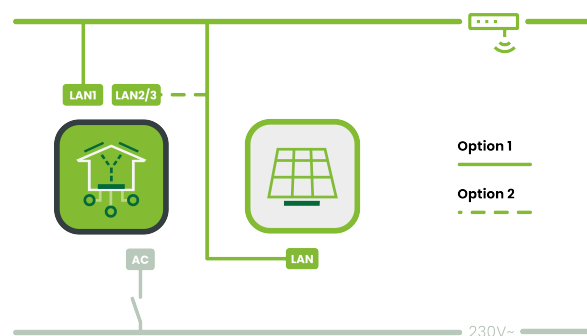 LAN1 LAN2/3
Option 1
Option 2
LAN
AC
230V~